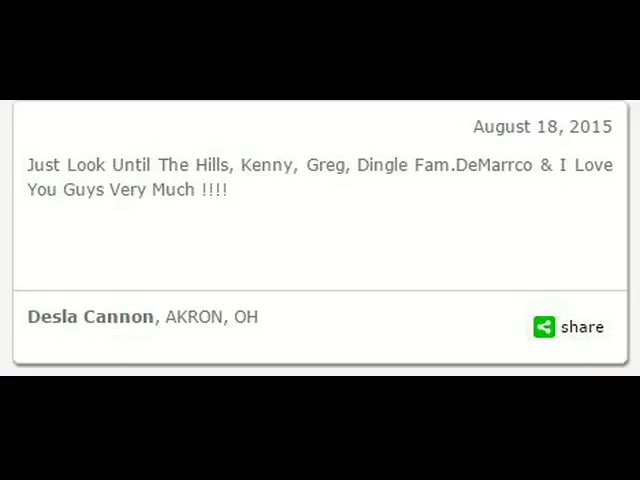 August 18, 2015
Just Look Until The Hills, Kenny, Greg, Dingle Fam.DeMarrco & I Love
You Guys Very Much !!!!
Desla Cannon, AKRON, OH
share